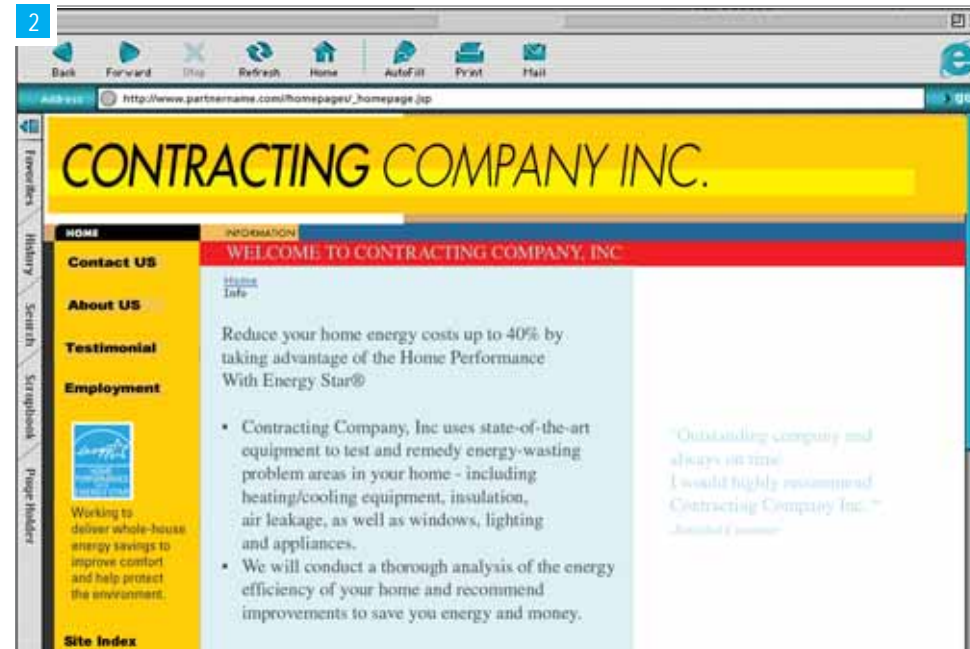 2
Back Forward Stop Refresh Home AutoFill Print Mail
Address http://www.partnername.com/homepages/_homepage.jsp
Favorites
History
Search
Scrapbook
Page Holder
CONTRACTING COMPANY INC.
HOME
INFORMATION
WELCOME TO CONTRACTING COMPANY, INC
Contact US
About US
Testimonial
Employment
HOME
PERFORMANCE
WITH
ENERGY STAR
Working to
deliver whole-house
energy savings to
improve comfort
and help protect
the environment.
Site Index
Home
Info
Reduce your home energy costs up to 40% by
taking advantage of the Home Performance
With Energy Star®
• Contracting Company, Inc uses state-of-the-art
equipment to test and remedy energy-wasting
problem areas in your home - including
heating/cooling equipment, insulation,
air leakage, as well as windows, lighting
and appliances.
• We will conduct a thorough analysis of the energy
efficiency of your home and recommend
improvements to save you energy and money.
"Outstanding company and
always on time
I would highly recommend
Contracting Company Inc. "